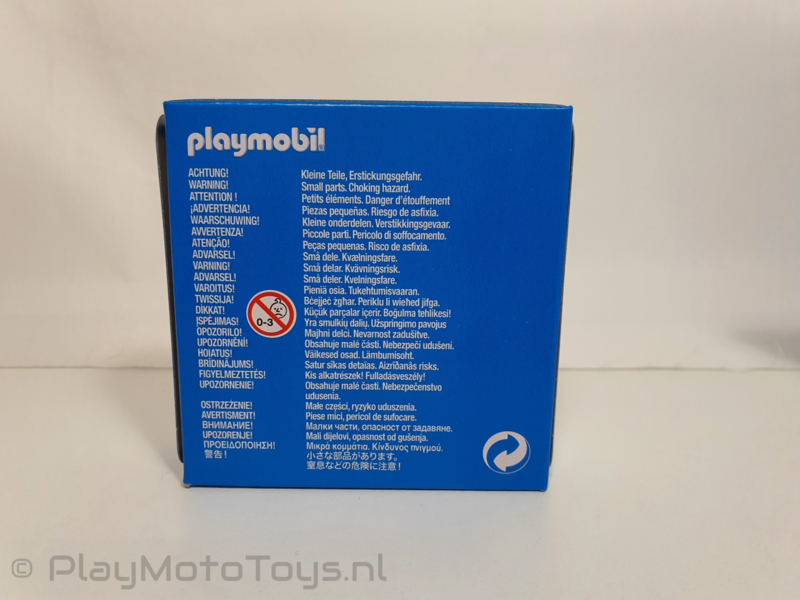 playmobil
ACHTUNG! Kleine Teile, Erstickungsgefahr.
WARNING! Small parts. Choking hazard.
ATTENTION ! Petits éléments. Danger d'étouffement
¡ADVERTENCIA! Piezas pequeñas. Riesgo de asfixia.
WAARSCHUWING! Kleine onderdelen. Verstikkingsgevaar.
AVVERTENZA! Piccole parti. Pericolo di soffocamento.
ATENÇÃO! Peças pequenas. Risco de asfixia.
ADVARSEL! Små dele. Kvælningsfare.
VARNING! Små delar. Kvävningsrisk.
ADVARSEL! Små deler. Kvelningsfare.
VAROITUS! Pieniä osia. Tukehtumisvaaran.
TWISSIJA! Bċejjeċ żgħar. Periklu li wieħed jifga.
DİKKAT! Küçük parçalar içerir. Boğulma tehlikesi!
ĮSPĖJIMAS! Yra smulkių dalių. Užspringimo pavojus
OPOZORILO! Majhni delci. Nevarnost zadušitve.
UPOZORNĚNÍ! Obsahuje malé části. Nebezpečí udušení.
HOIATUS! Väikesed osad. Lämbumisoht.
BRĪDINĀJUMS! Satur sīkas detaļas. Aizrīšanās risks.
FIGYELMEZTETÉS! Kis alkatrészek! Fulladásveszély!
UPOZORNENIE! Obsahuje malé časti. Nebezpečenstvo
udusenia.
OSTRZEŻENIE! Małe części, ryzyko uduszenia.
AVERTISMENT! Piese mici, pericol de sufocare.
ВНИМАНИЕ! Малки части, опасност от задавяне.
UPOZORENJE! Mali dijelovi, opasnost od gušenja.
ΠΡΟΕΙΔΟΠΟΙΗΣΗ! Μικρά κομμάτια. Κίνδυνος πνιγμού.
警告! 小さな部品があります。
窒息などの危険に注意!
0-3
© PlayMotoToys.nl